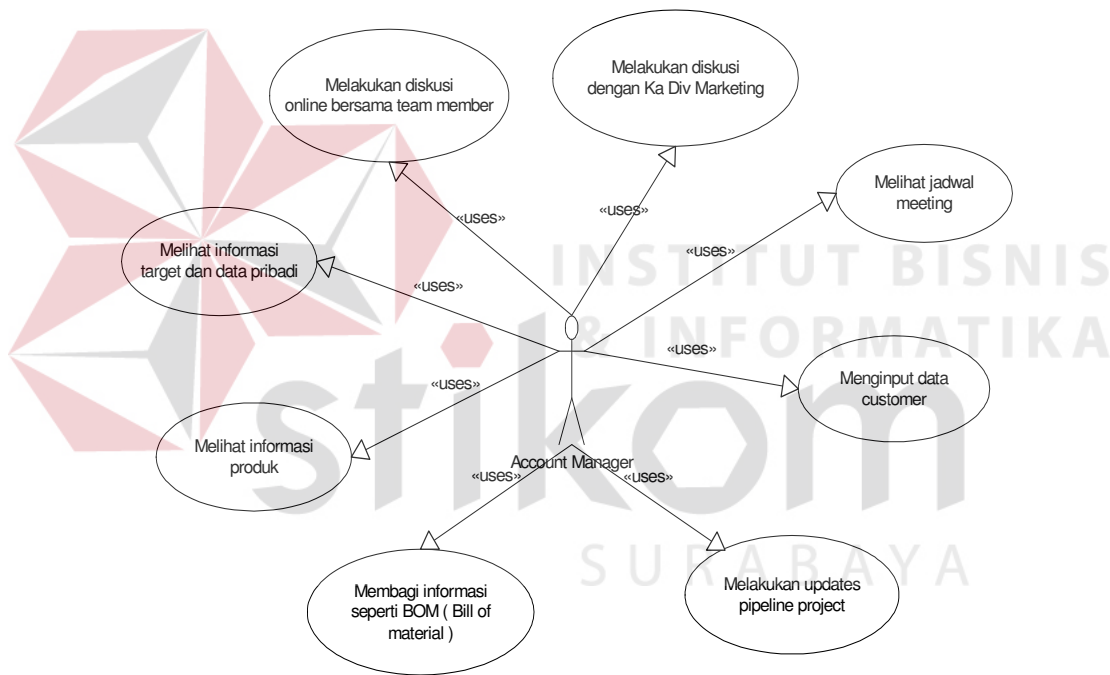 Melakukan diskusi
online bersama team member
Melakukan diskusi
dengan Ka Div Marketing
Melihat jadwal
meeting
«uses»
«uses»
«uses»
Melihat informasi
target dan data pribadi
«uses»
INSTITUT BISNIS
& INFORMATIKA
«uses»
«uses»
Menginput data
customer
stikom
Melihat informasi
produk
Account Manager
«uses»
«uses»
SURABAYA
Membagi informasi
seperti BOM ( Bill of
material )
Melakukan updates
pipeline project